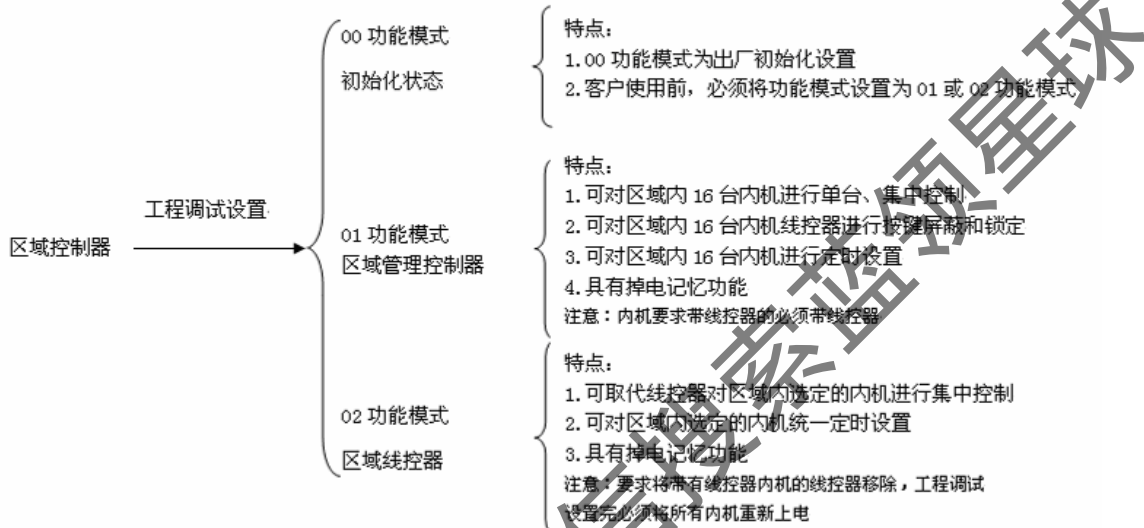 区域控制器
工程调试设置
00 功能模式
初始化状态
特点：
1.00 功能模式为出厂初始化设置
2.客户使用前，必须将功能模式设置为 01 或 02 功能模式
01 功能模式
区域管理控制器
特点：
1.可对区域内 16 台内机进行单台、集中控制
2.可对区域内 16 台内机线控器进行按键屏蔽和锁定
3.可对区域内 16 台内机进行定时设置
4.具有掉电记忆功能
注意：内机要求带线控器的必须带线控器
02 功能模式
区域线控器
特点：
1.可取代线控器对区域内选定的内机进行集中控制
2.可对区域内选定的内机统一定时设置
3.具有掉电记忆功能
注意：要求将带有线控器内机的线控器移除，工程调试
设置完必须将所有内机重新上电
信搜索蓝领星球